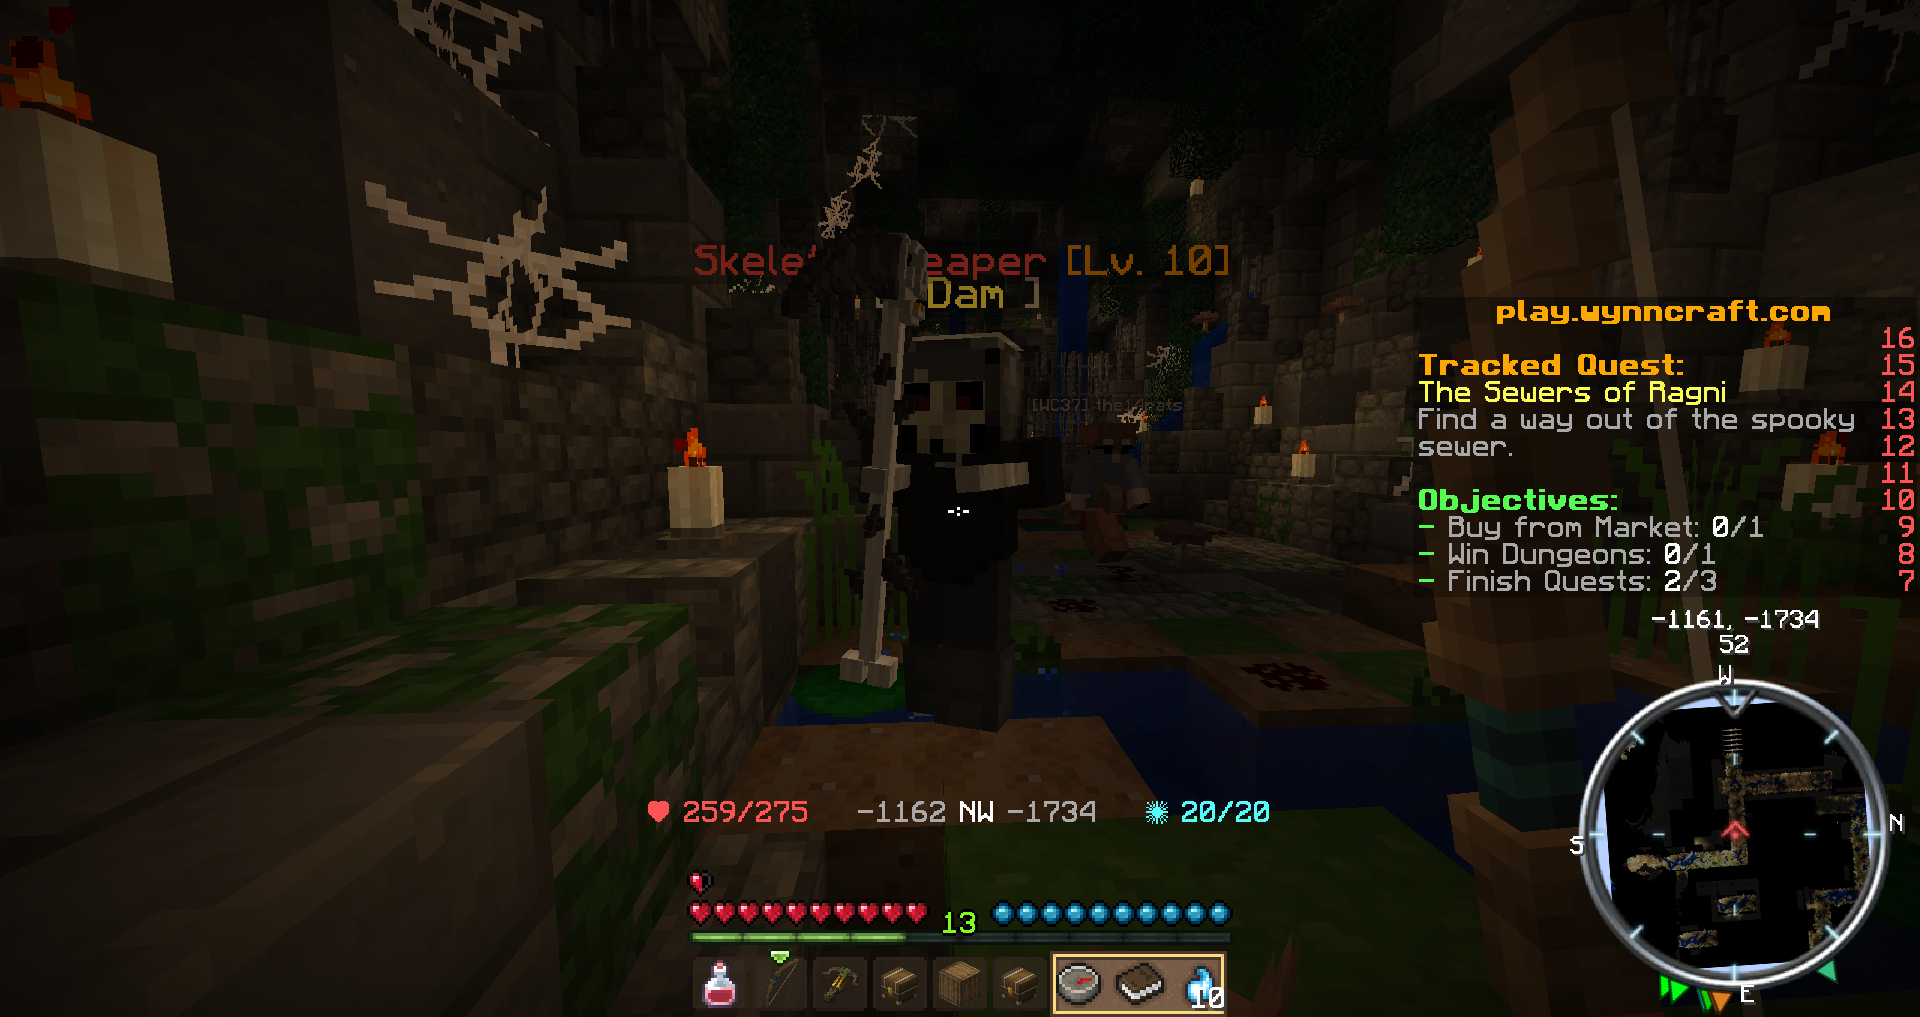 [Lv. 10]
Dam ]
[WC37] the14rats
play.wynncraft.com
16
Tracked Quest:
15
The Sewers of Ragni
14
Find a way out of the spooky
13
sewer.
12
11
Objectives:
10
- Buy from Market: 0/1
9
- Win Dungeons: 0/1
8
- Finish Quests: 2/3
7
-1161, -1734
52
W
N
S
E
259/275
-1162 NW -1734
20/20
13
10